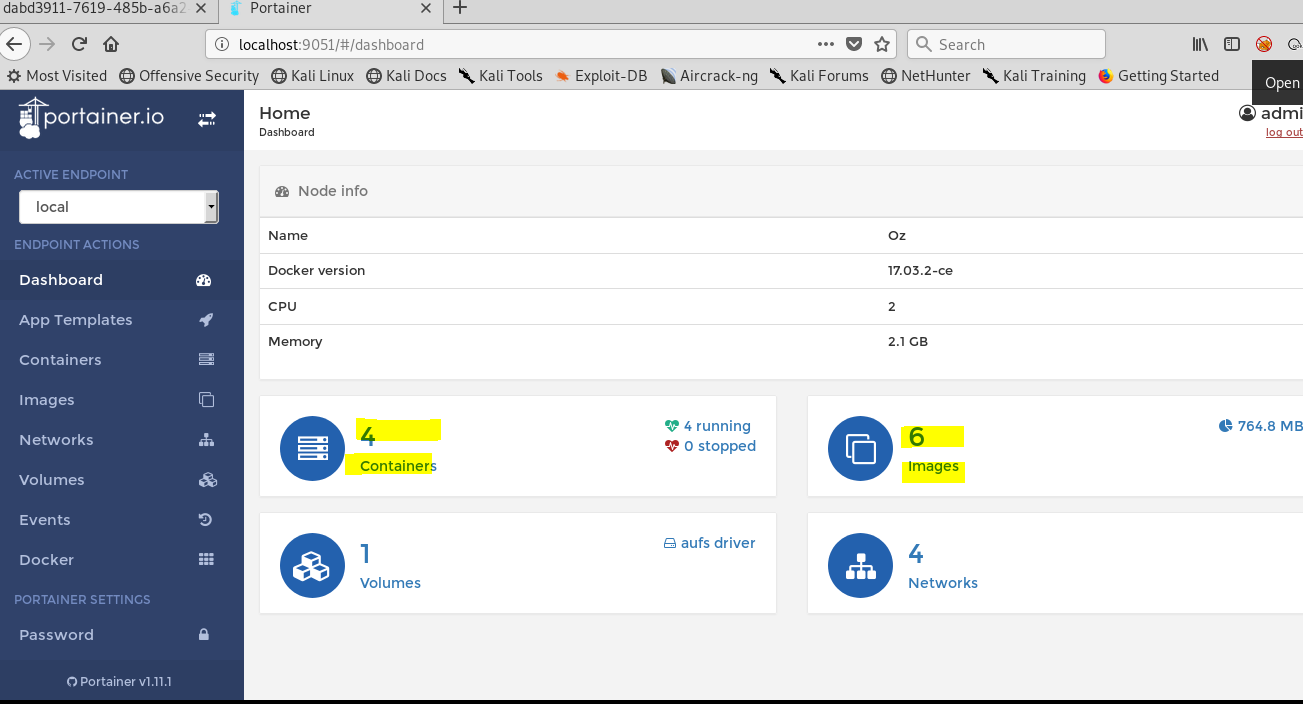 dabd3911-7619-485b-a6a2
Portainer
localhost:9051/#/dashboard
Search
Most Visited Offensive Security Kali Linux Kali Docs Kali Tools Exploit-DB Aircrack-ng Kali Forums NetHunter Kali Training Getting Started
Open
portainer.io
Home
Dashboard
admi
log out
ACTIVE ENDPOINT
local
ENDPOINT ACTIONS
Dashboard
App Templates
Containers
Images
Networks
Volumes
Events
Docker
PORTAINER SETTINGS
Password
Portainer v1.11.1
Node info
Name Oz
Docker version 17.03.2-ce
CPU 2
Memory 2.1 GB
4
Containers
4 running
0 stopped
6
Images
764.8 MB
1
Volumes
aufs driver
4
Networks